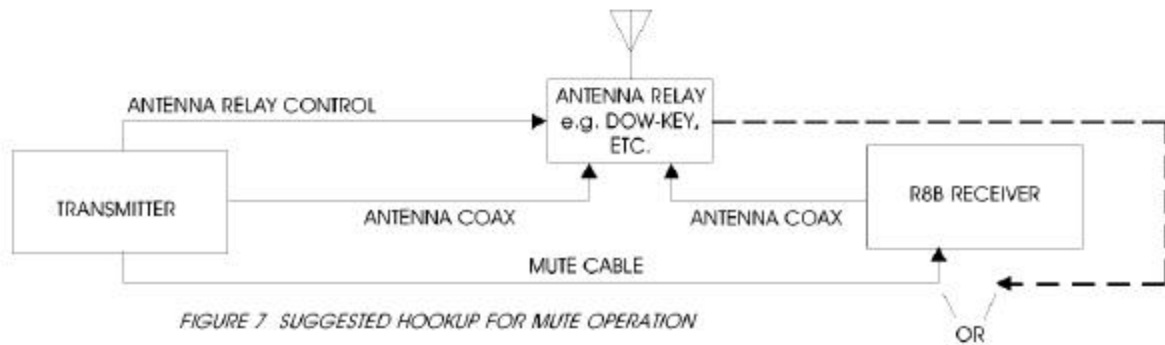 ANTENNA RELAY CONTROL
ANTENNA RELAY
e.g. DOW-KEY,
ETC.
TRANSMITTER
R8B RECEIVER
ANTENNA COAX
ANTENNA COAX
MUTE CABLE
FIGURE 7 SUGGESTED HOOKUP FOR MUTE OPERATION
OR